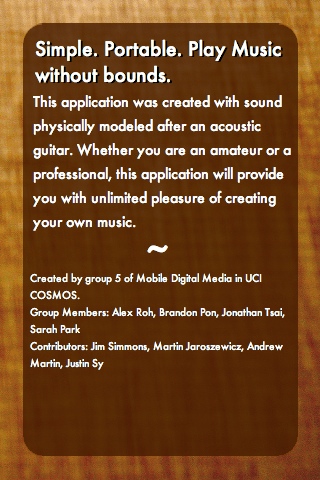 Simple. Portable. Play Music
without bounds.
This application was created with sound
physically modeled after an acoustic
guitar. Whether you are an amateur or a
professional, this application will provide
you with unlimited pleasure of creating
your own music.
~
Created by group 5 of Mobile Digital Media in UCI
COSMOS.
Group Members: Alex Roh, Brandon Pon, Jonathan Tsai,
Sarah Park
Contributors: Jim Simmons, Martin Jaroszewicz, Andrew
Martin, Justin Sy